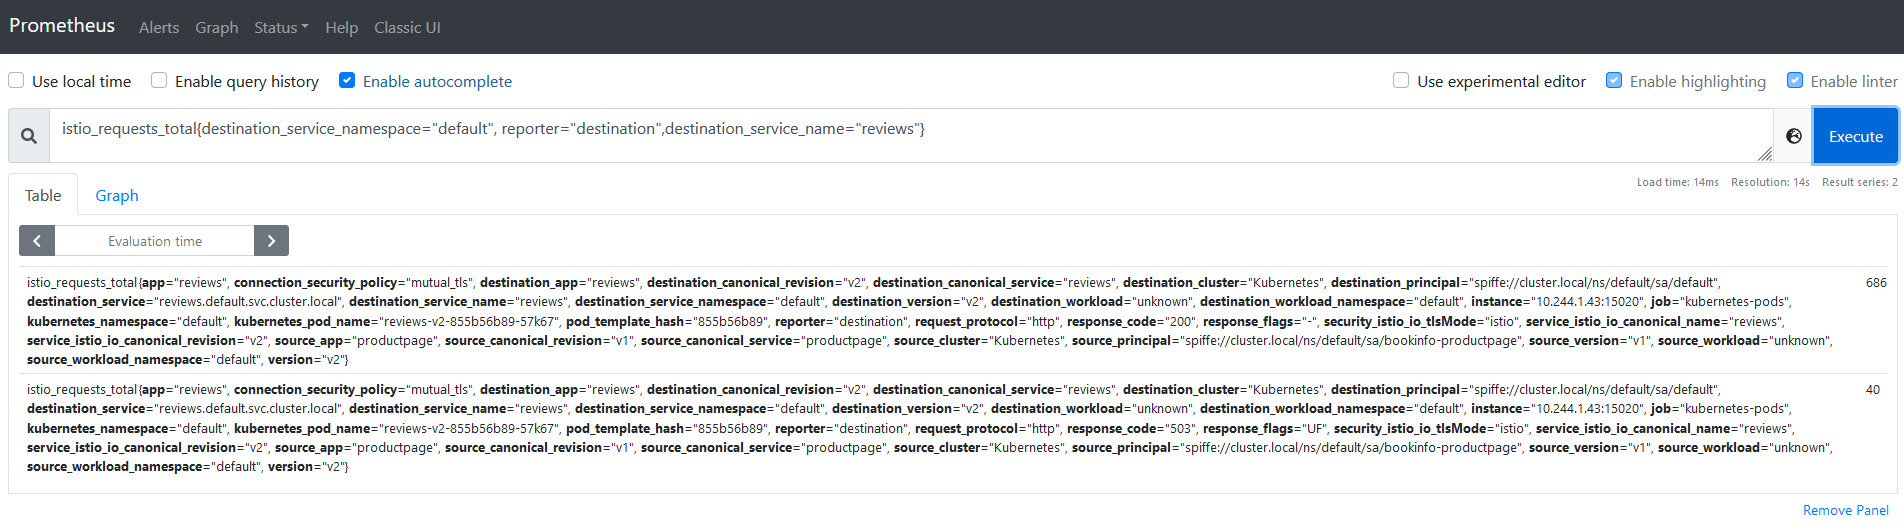 Prometheus Alerts Graph Status Help Classic UI
Use local time Enable query history Enable autocomplete Use experimental editor Enable highlighting Enable linter
istio_requests_total{destination_service_namespace="default", reporter="destination",destination_service_name="reviews"}
Execute
Table Graph
Load time: 14ms Resolution: 14s Result series: 2
Evaluation time
istio_requests_total{app="reviews", connection_security_policy="mutual_tls", destination_app="reviews", destination_canonical_revision="v2", destination_canonical_service="reviews", destination_cluster="Kubernetes", destination_principal="spiffe://cluster.local/ns/default/sa/default", 686
destination_service="reviews.default.svc.cluster.local", destination_service_name="reviews", destination_service_namespace="default", destination_version="v2", destination_workload="unknown", destination_workload_namespace="default", instance="10.244.1.43:15020", job="kubernetes-pods",
kubernetes_namespace="default", kubernetes_pod_name="reviews-v2-855b56b89-57k67", pod_template_hash="855b56b89", reporter="destination", request_protocol="http", response_code="200", response_flags="-", security_istio_io_tlsMode="istio", service_istio_io_canonical_name="reviews",
service_istio_io_canonical_revision="v2", source_app="productpage", source_canonical_revision="v1", source_canonical_service="productpage", source_cluster="Kubernetes", source_principal="spiffe://cluster.local/ns/default/sa/bookinfo-productpage", source_version="v1", source_workload="unknown",
source_workload_namespace="default", version="v2"}
istio_requests_total{app="reviews", connection_security_policy="mutual_tls", destination_app="reviews", destination_canonical_revision="v2", destination_canonical_service="reviews", destination_cluster="Kubernetes", destination_principal="spiffe://cluster.local/ns/default/sa/default", 40
destination_service="reviews.default.svc.cluster.local", destination_service_name="reviews", destination_service_namespace="default", destination_version="v2", destination_workload="unknown", destination_workload_namespace="default", instance="10.244.1.43:15020", job="kubernetes-pods",
kubernetes_namespace="default", kubernetes_pod_name="reviews-v2-855b56b89-57k67", pod_template_hash="855b56b89", reporter="destination", request_protocol="http", response_code="503", response_flags="UF", security_istio_io_tlsMode="istio", service_istio_io_canonical_name="reviews",
service_istio_io_canonical_revision="v2", source_app="productpage", source_canonical_revision="v1", source_canonical_service="productpage", source_cluster="Kubernetes", source_principal="spiffe://cluster.local/ns/default/sa/bookinfo-productpage", source_version="v1", source_workload="unknown",
source_workload_namespace="default", version="v2"}
Remove Panel